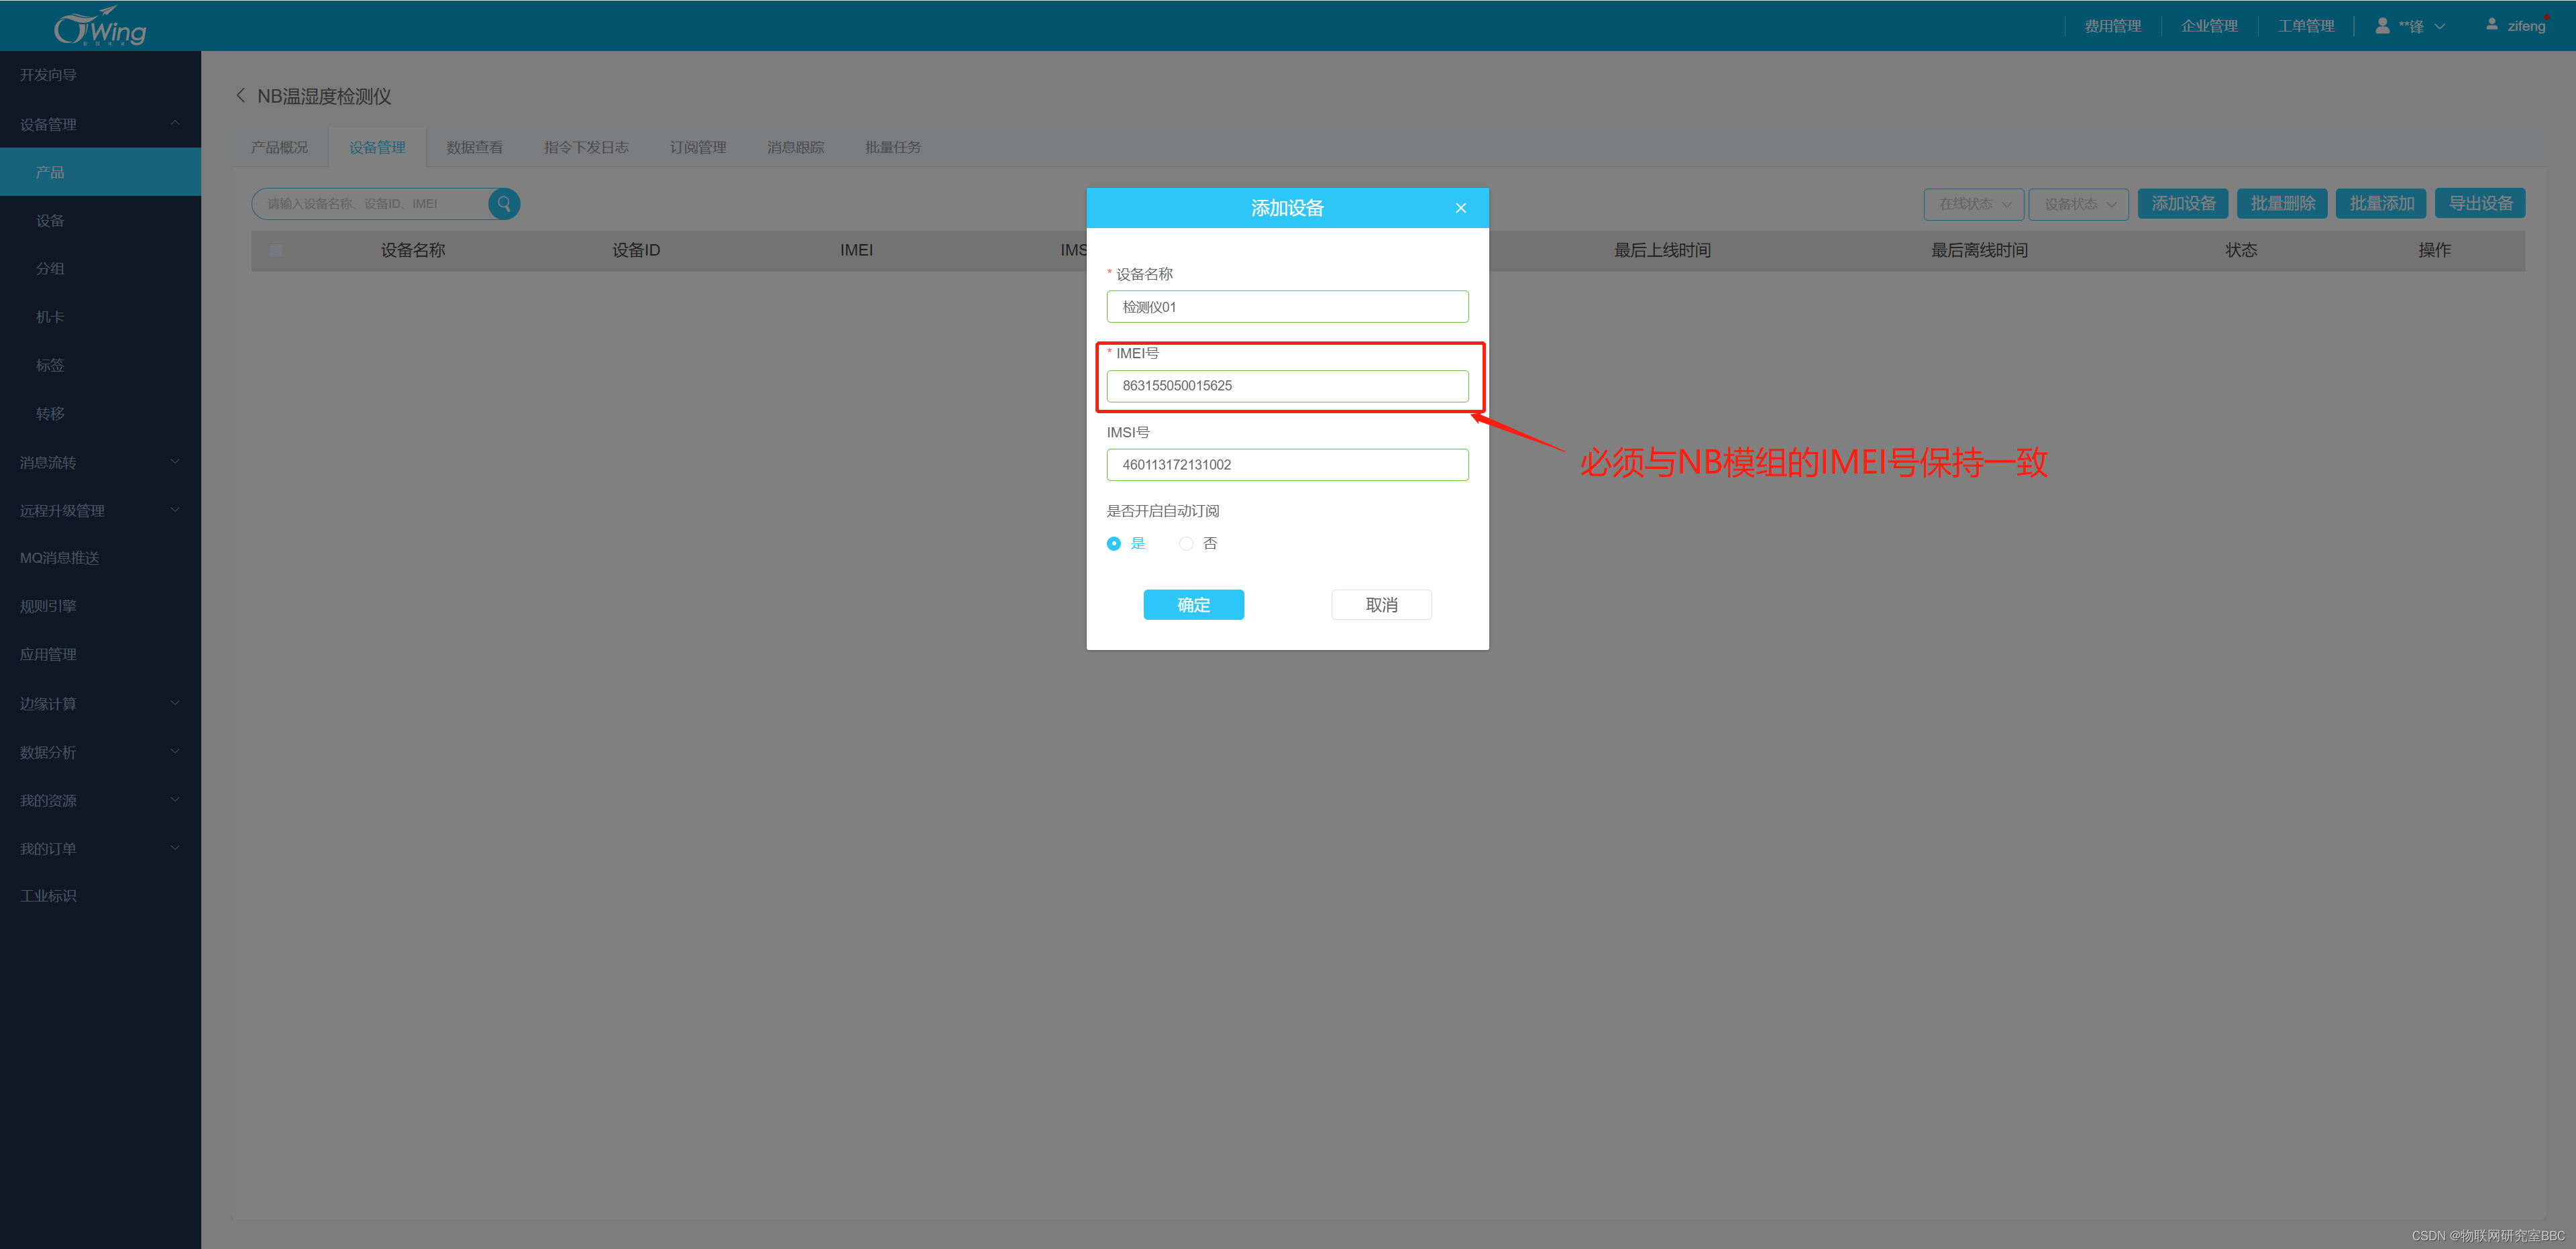 Wing
费用管理
企业管理
工单管理
**锋
zifeng
开发向导
设备管理
产品
设备
分组
机卡
标签
转移
消息流转
远程升级管理
MQ消息推送
规则引擎
应用管理
边缘计算
数据分析
我的资源
我的订单
工业标识
NB温湿度检测仪
产品概况
设备管理
数据查看
指令下发日志
订阅管理
消息跟踪
批量任务
请输入设备名称、设备ID、IMEI
在线状态
设备状态
添加设备
批量删除
批量添加
导出设备
设备名称
设备ID
IMEI
IMS
最后上线时间
最后离线时间
状态
操作
添加设备
* 设备名称
检测仪01
* IMEI号
863155050015625
IMSI号
460113172131002
是否开启自动订阅
是
否
确定
取消
必须与NB模组的IMEI号保持一致
CSDN @物联网研究室BBC